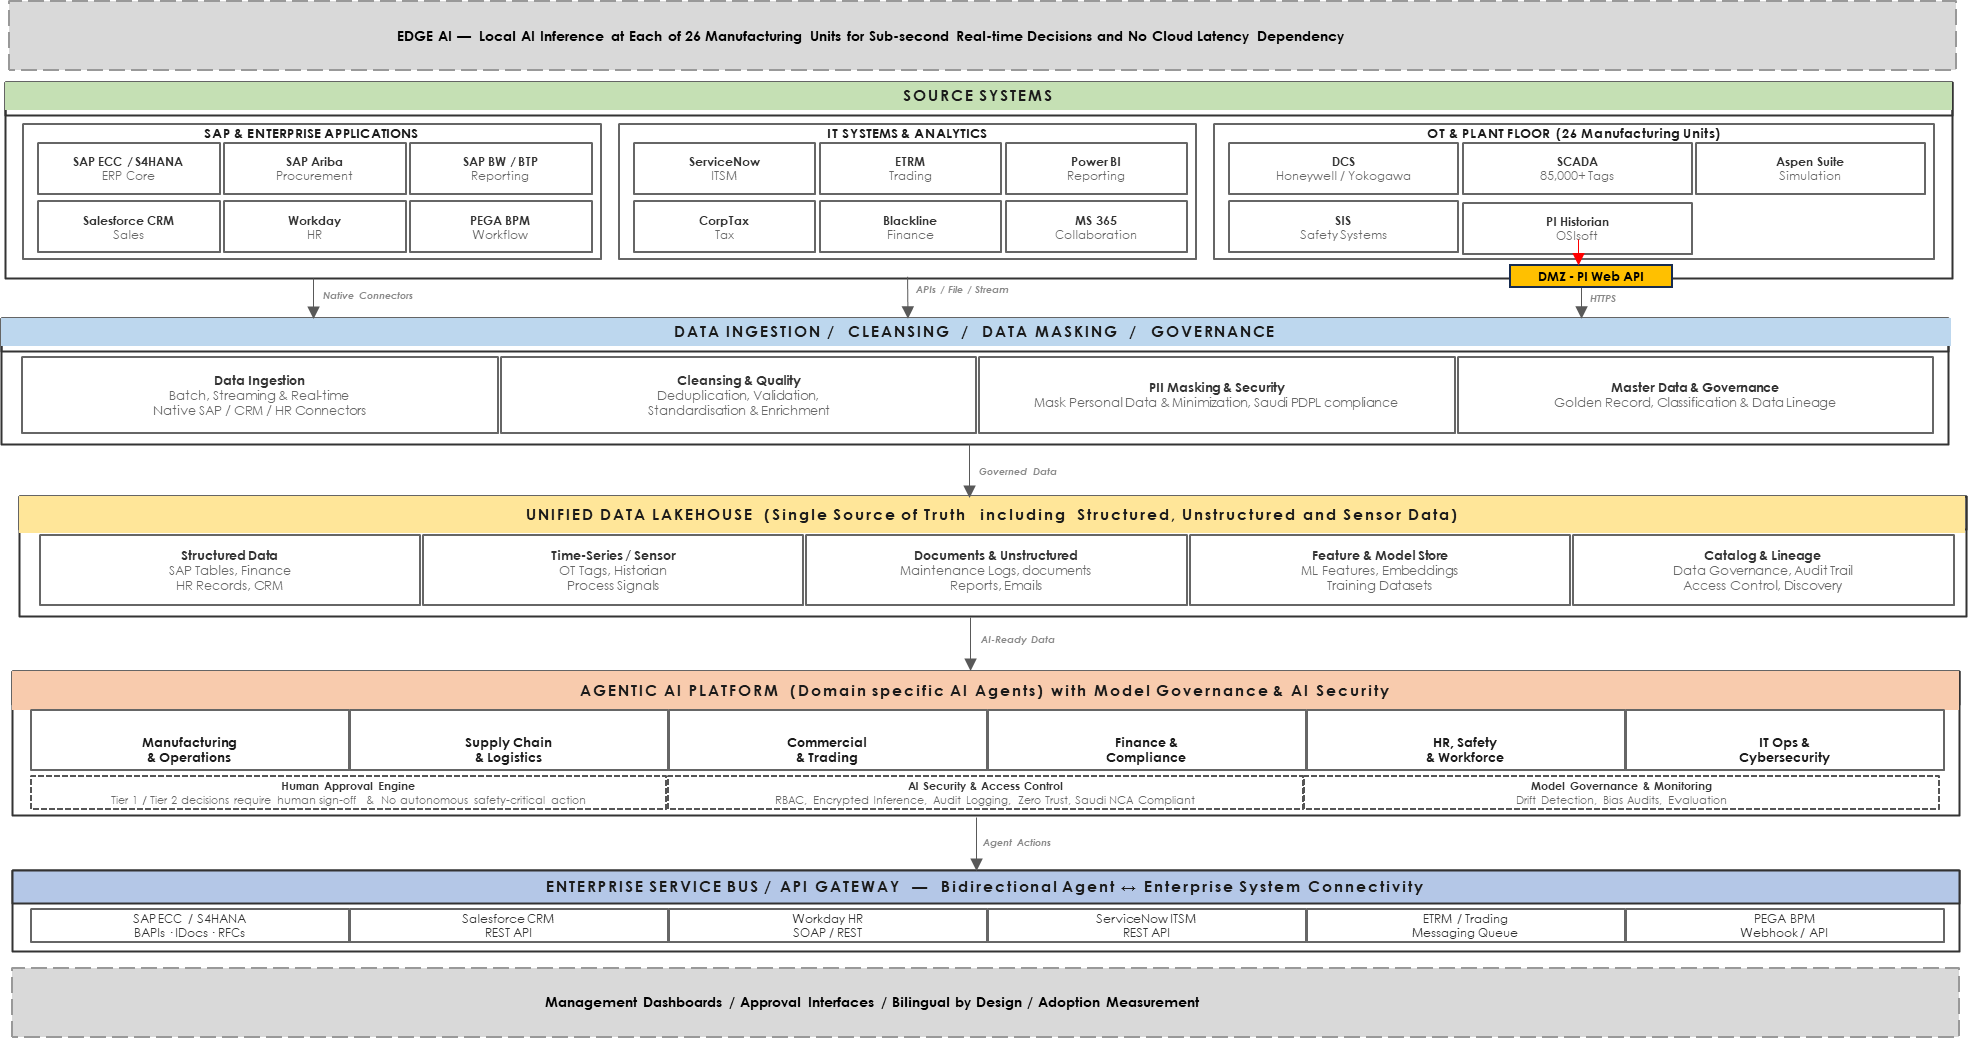 EDGE AI — Local AI Inference at Each of 26 Manufacturing Units for Sub-second Real-time Decisions and No Cloud Latency Dependency
SOURCE SYSTEMS
SAP & ENTERPRISE APPLICATIONS
SAP ECC / S4HANA
ERP Core
SAP Ariba
Procurement
SAP BW / BTP
Reporting
Salesforce CRM
Sales
Workday
HR
PEGA BPM
Workflow
IT SYSTEMS & ANALYTICS
ServiceNow
ITSM
ETRM
Trading
Power BI
Reporting
CorpTax
Tax
Blackline
Finance
MS 365
Collaboration
OT & PLANT FLOOR (26 Manufacturing Units)
DCS
Honeywell / Yokogawa
SCADA
85,000+ Tags
Aspen Suite
Simulation
SIS
Safety Systems
PI Historian
OSIsoft
DMZ - PI Web API
Native Connectors
APIs / File / Stream
HTTPS
DATA INGESTION / CLEANSING / DATA MASKING / GOVERNANCE
Data Ingestion
Batch, Streaming & Real-time
Native SAP / CRM / HR Connectors
Cleansing & Quality
Deduplication, Validation,
Standardisation & Enrichment
PII Masking & Security
Mask Personal Data & Minimization, Saudi PDPL compliance
Master Data & Governance
Golden Record, Classification & Data Lineage
Governed Data
UNIFIED DATA LAKEHOUSE (Single Source of Truth including Structured, Unstructured and Sensor Data)
Structured Data
SAP Tables, Finance
HR Records, CRM
Time-Series / Sensor
OT Tags, Historian
Process Signals
Documents & Unstructured
Maintenance Logs, documents
Reports, Emails
Feature & Model Store
ML Features, Embeddings
Training Datasets
Catalog & Lineage
Data Governance, Audit Trail
Access Control, Discovery
AI-Ready Data
AGENTIC AI PLATFORM (Domain specific AI Agents) with Model Governance & AI Security
Manufacturing
& Operations
Supply Chain
& Logistics
Commercial
& Trading
Finance &
Compliance
HR, Safety
& Workforce
IT Ops &
Cybersecurity
Human Approval Engine
Tier 1 / Tier 2 decisions require human sign-off & No autonomous safety-critical action
AI Security & Access Control
RBAC, Encrypted Inference, Audit Logging, Zero Trust, Saudi NCA Compliant
Model Governance & Monitoring
Drift Detection, Bias Audits, Evaluation
Agent Actions
ENTERPRISE SERVICE BUS / API GATEWAY — Bidirectional Agent ↔ Enterprise System Connectivity
SAP ECC / S4HANA
BAPIs · IDocs · RFCs
Salesforce CRM
REST API
Workday HR
SOAP / REST
ServiceNow ITSM
REST API
ETRM / Trading
Messaging Queue
PEGA BPM
Webhook / API
Management Dashboards / Approval Interfaces / Bilingual by Design / Adoption Measurement